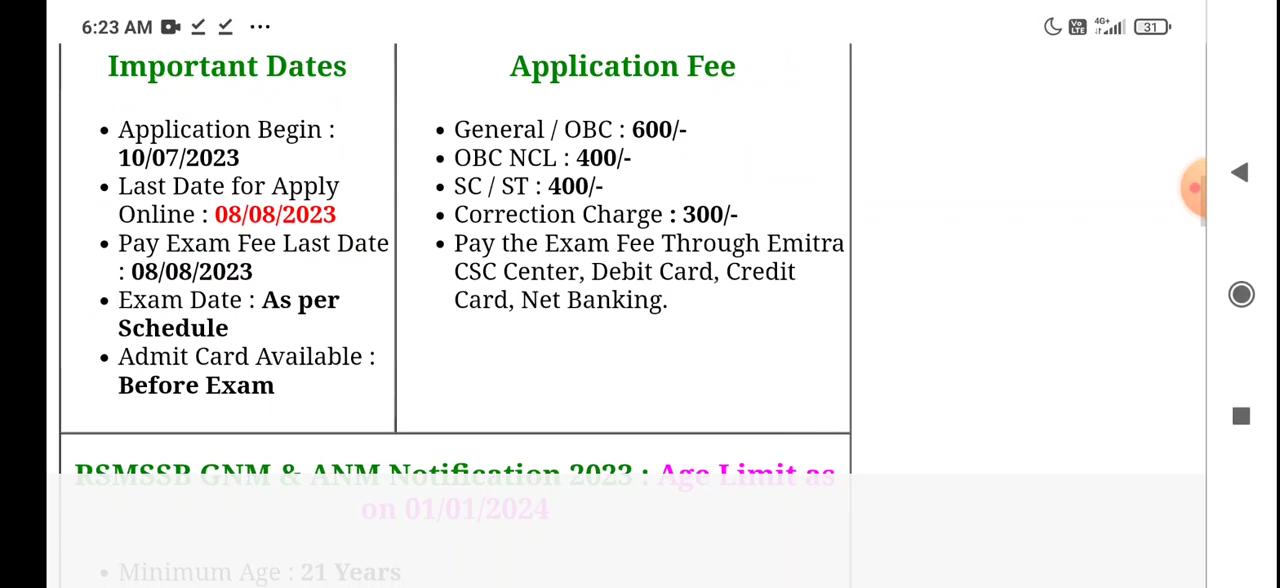 6:23 AM
4G+
Vo
LTE
31
Important Dates
• Application Begin :
10/07/2023
• Last Date for Apply
Online : 08/08/2023
• Pay Exam Fee Last Date
: 08/08/2023
• Exam Date : As per
Schedule
• Admit Card Available :
Before Exam
Application Fee
• General / OBC : 600/-
• OBC NCL : 400/-
• SC / ST : 400/-
• Correction Charge : 300/-
• Pay the Exam Fee Through Emitra
CSC Center, Debit Card, Credit
Card, Net Banking.
RSMSSB GNM & ANM Notification 2023 : Age Limit as
on 01/01/2024
• Minimum Age : 21 Years